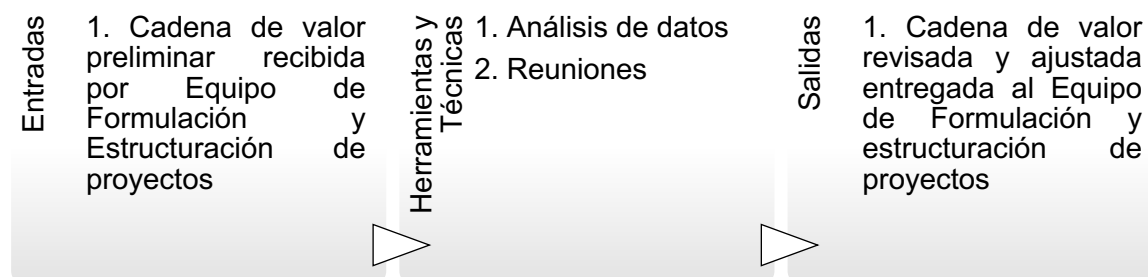 Entradas
1. Cadena de valor
preliminar recibida
por Equipo de
Formulación y
Estructuración de
proyectos
Herramientas y
Técnicas
1. Análisis de datos
2. Reuniones
Salidas
1. Cadena de valor
revisada y ajustada
entregada al Equipo
de Formulación y
estructuración de
proyectos